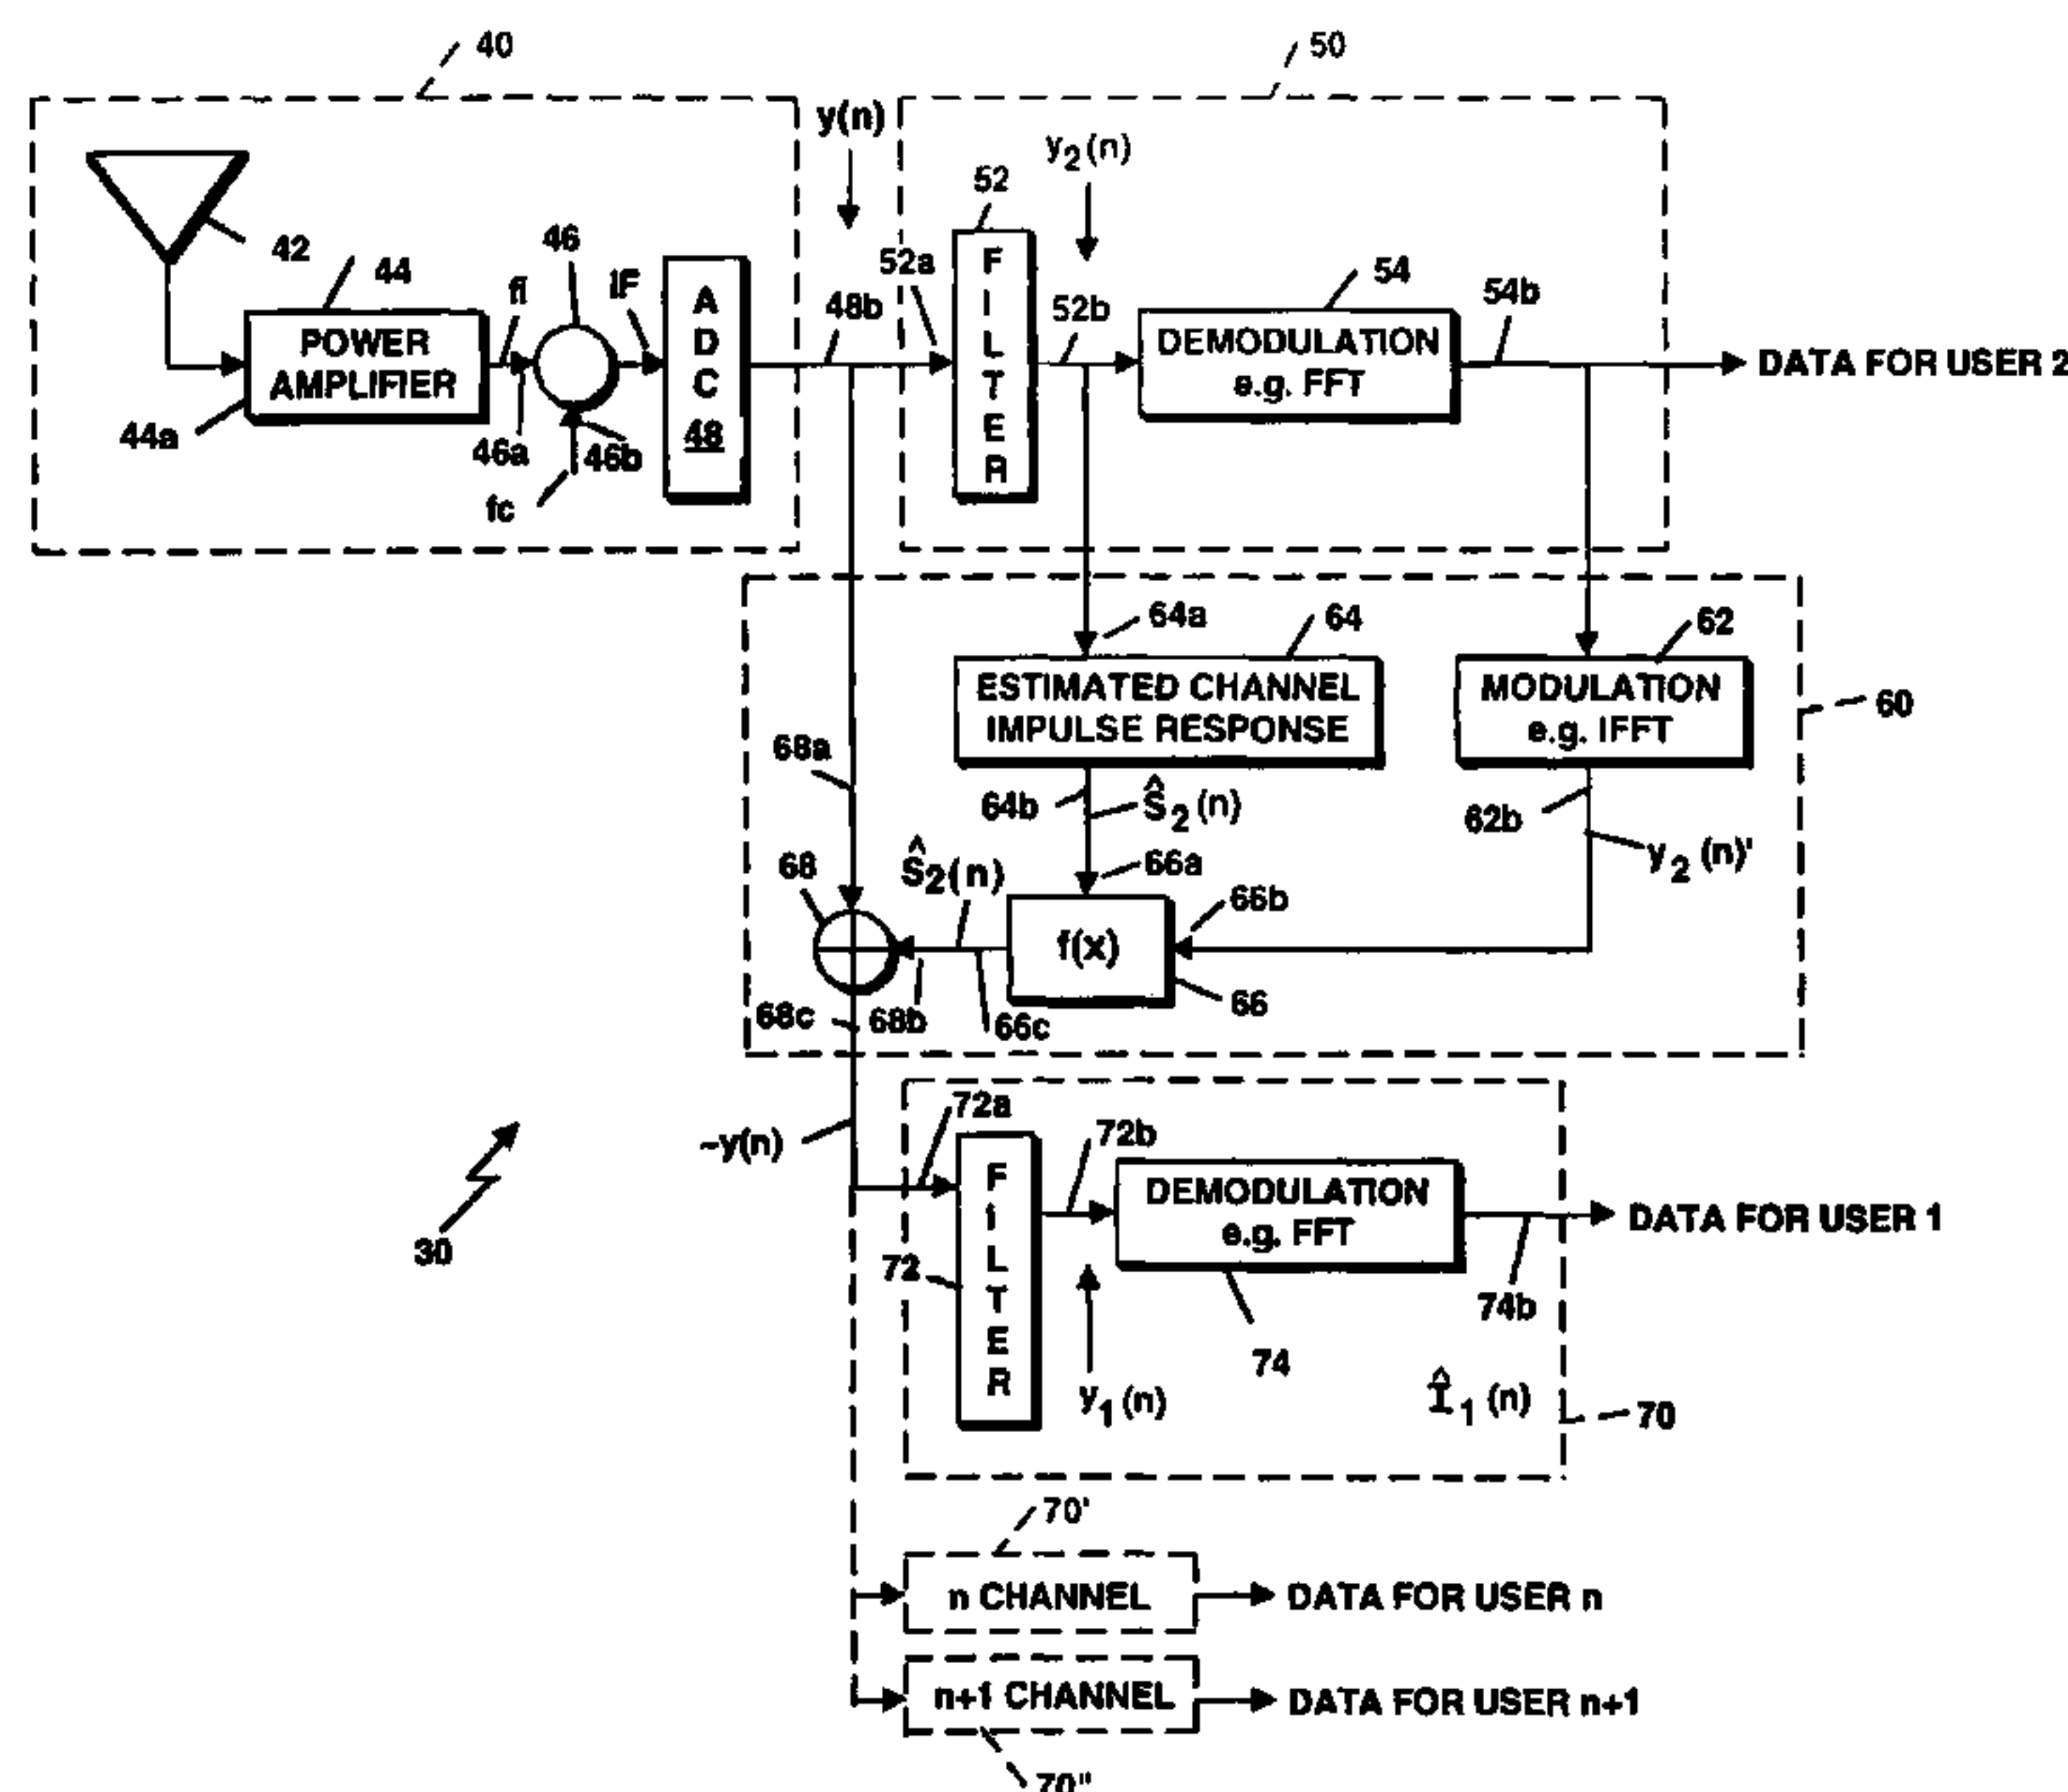 40
50
y(n)
y2(n)
52
42
44
46
fi
IF
A
D
C
48
48b
52a
F
I
L
T
E
R
52b
54
54b
POWER
AMPLIFIER
DEMODULATION
e.g. FFT
DATA FOR USER 2
44a
46a
46b
fc
64a
64
62
60
ESTIMATED CHANNEL
IMPULSE RESPONSE
MODULATION
e.g. IFFT
68a
64b
Ŝ2(n)
62b
y2(n)'
68
Ŝ2(n)
66a
66b
f(x)
66
68c
68b
66c
~y(n)
72a
72b
72
F
I
L
T
E
R
DEMODULATION
e.g. FFT
DATA FOR USER 1
30
74b
74
y1(n)
Î1(n)
70
70'
n CHANNEL
DATA FOR USER n
n+1 CHANNEL
DATA FOR USER n+1
70"